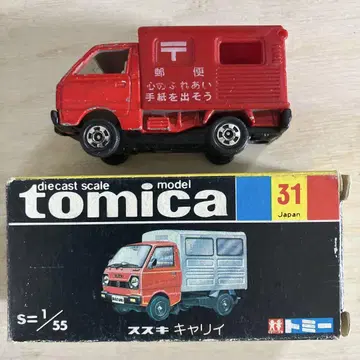 〒
郵便
心のふれあい
手紙を出そう
diecast scale model
tomica
31
Japan
S=1/55
スズキ キャリイ
トミー